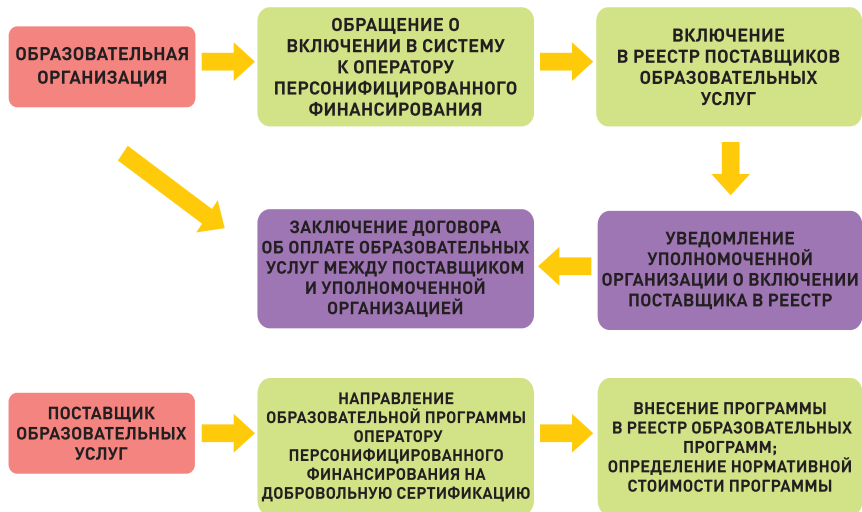 ОБРАЗОВАТЕЛЬНАЯ
ОРГАНИЗАЦИЯ
ОБРАЩЕНИЕ О
ВКЛЮЧЕНИИ В СИСТЕМУ
К ОПЕРАТОРУ
ПЕРСОНИФИЦИРОВАННОГО
ФИНАНСИРОВАНИЯ
ВКЛЮЧЕНИЕ
В РЕЕСТР ПОСТАВЩИКОВ
ОБРАЗОВАТЕЛЬНЫХ
УСЛУГ
ЗАКЛЮЧЕНИЕ ДОГОВОРА
ОБ ОПЛАТЕ ОБРАЗОВАТЕЛЬНЫХ
УСЛУГ МЕЖДУ ПОСТАВЩИКОМ
И УПОЛНОМОЧЕННОЙ
ОРГАНИЗАЦИЕЙ
УВЕДОМЛЕНИЕ
УПОЛНОМОЧЕННОЙ
ОРГАНИЗАЦИИ О ВКЛЮЧЕНИИ
ПОСТАВЩИКА В РЕЕСТР
ПОСТАВЩИК
ОБРАЗОВАТЕЛЬНЫХ
УСЛУГ
НАПРАВЛЕНИЕ
ОБРАЗОВАТЕЛЬНОЙ ПРОГРАММЫ
ОПЕРАТОРУ
ПЕРСОНИФИЦИРОВАННОГО
ФИНАНСИРОВАНИЯ НА
ДОБРОВОЛЬНУЮ СЕРТИФИКАЦИЮ
ВНЕСЕНИЕ ПРОГРАММЫ
В РЕЕСТР ОБРАЗОВАТЕЛЬНЫХ
ПРОГРАММ;
ОПРЕДЕЛЕНИЕ НОРМАТИВНОЙ
СТОИМОСТИ ПРОГРАММЫ